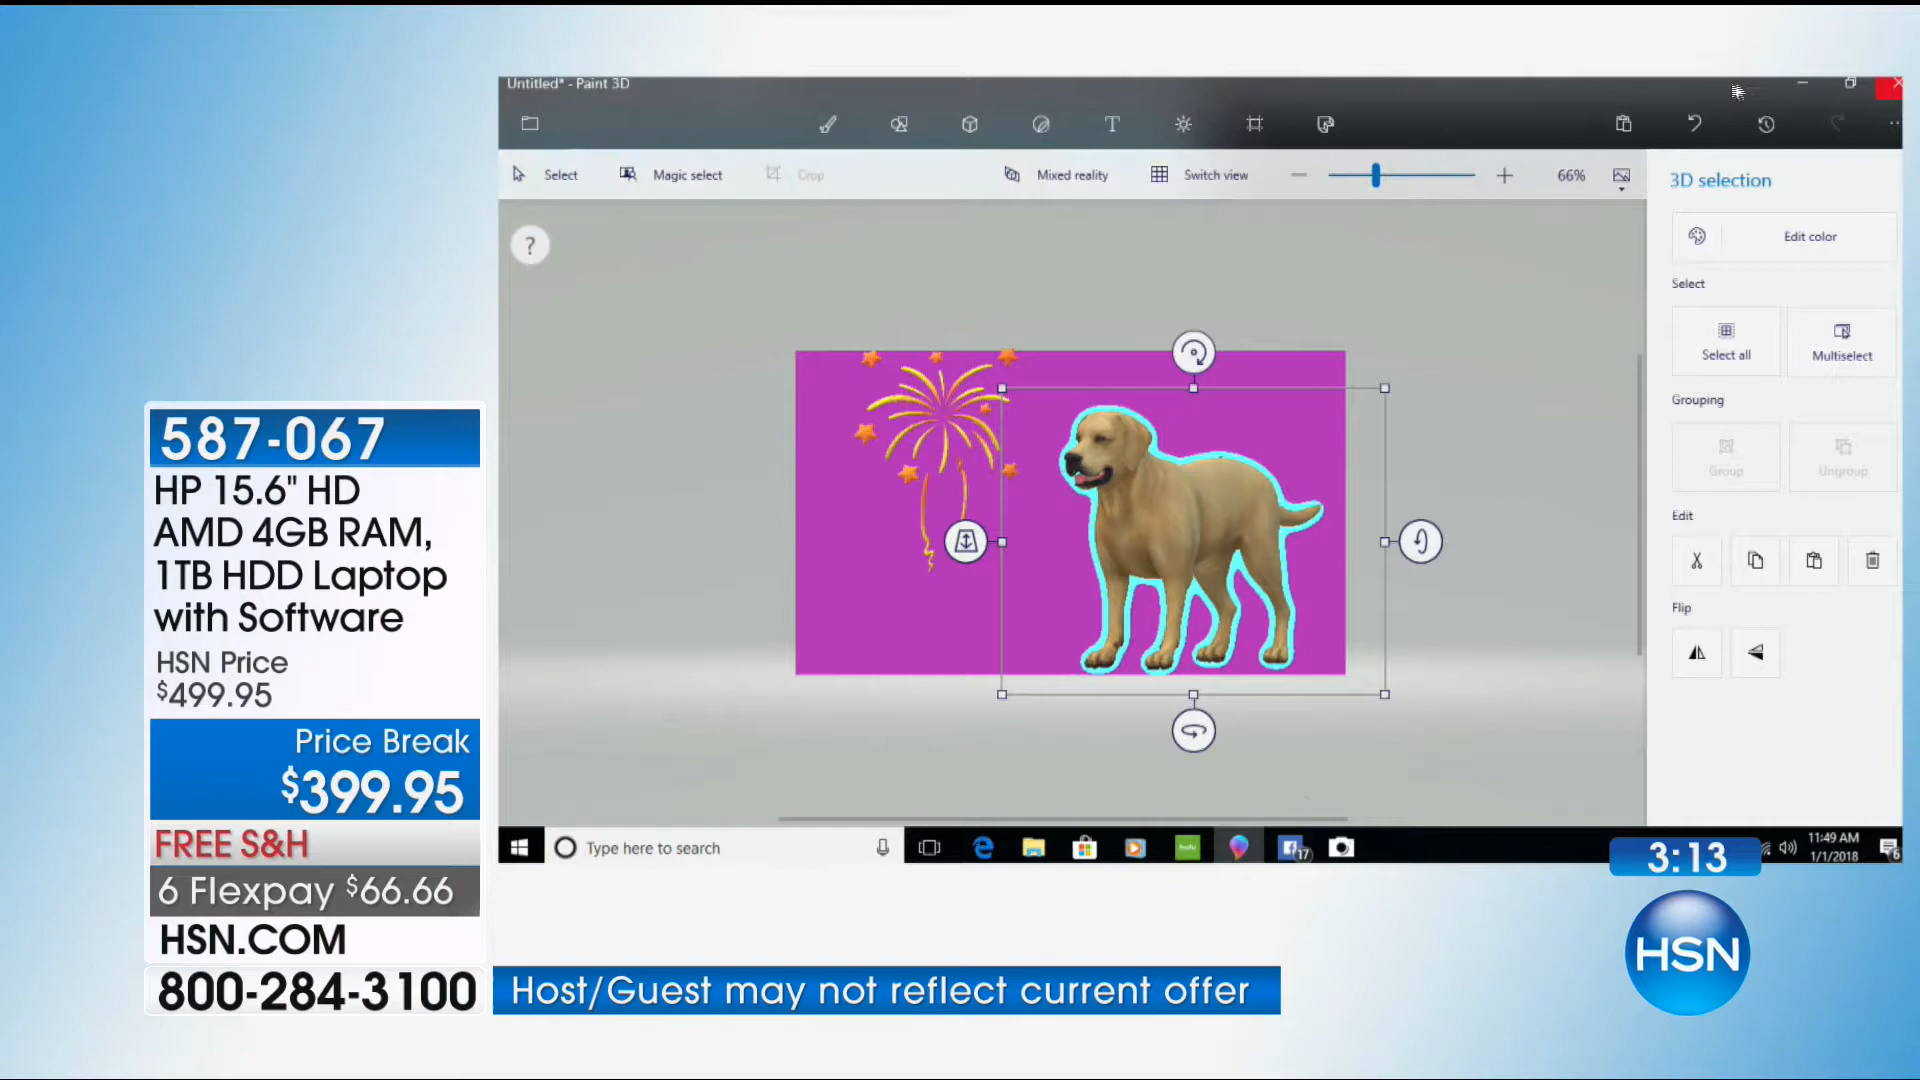 Untitled* - Paint 3D
Select
Magic select
Crop
Mixed reality
Switch view
66%
3D selection
Edit color
Select
Select all
Multiselect
Grouping
Group
Ungroup
Edit
Flip
?
587-067
HP 15.6" HD
AMD 4GB RAM,
1TB HDD Laptop
with Software
HSN Price
$499.95
Price Break
$399.95
FREE S&H
6 Flexpay $66.66
HSN.COM
800-284-3100
Type here to search
hulu
17
11:49 AM
1/1/2018
6
3:13
HSN
Host/Guest may not reflect current offer